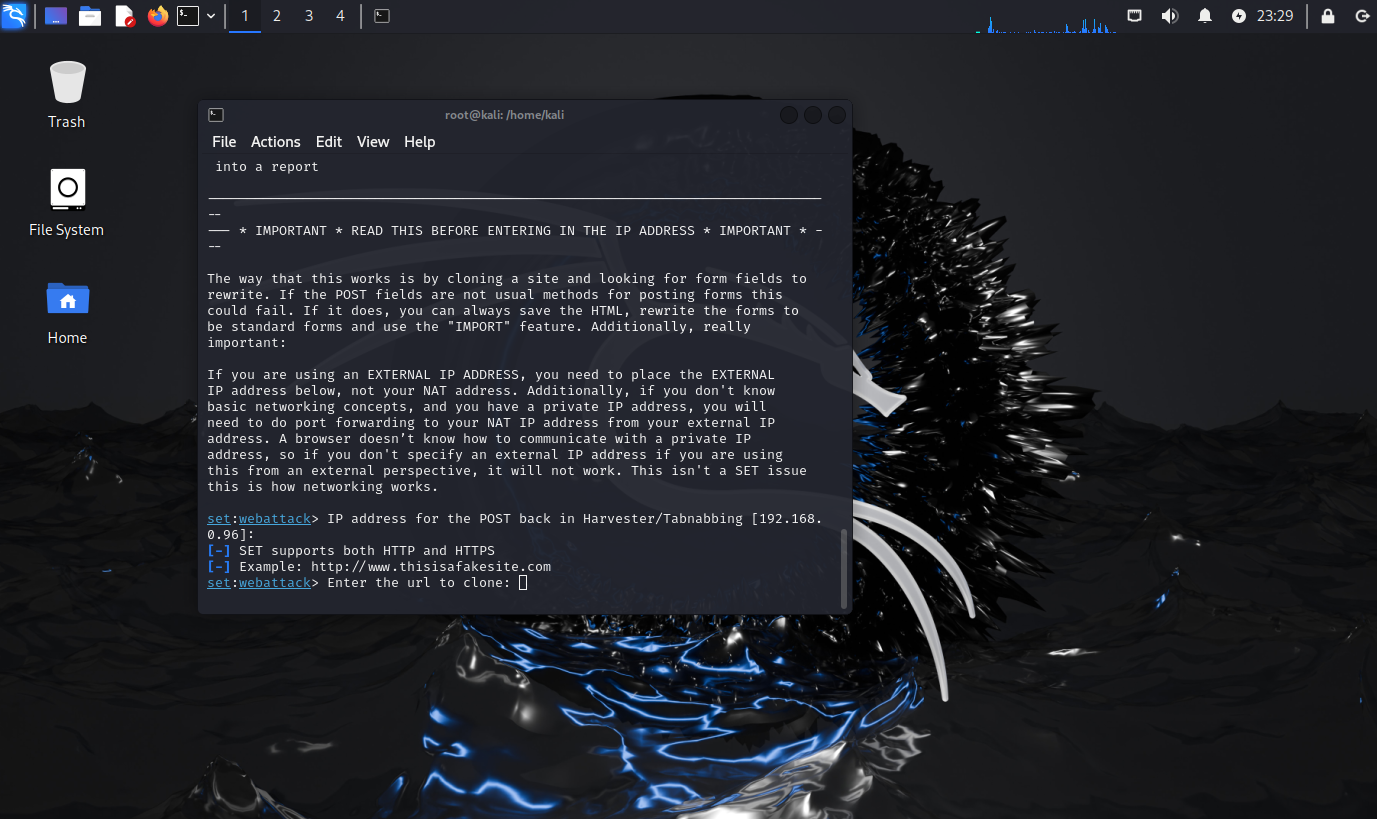 1 2 3 4 23:29
Trash
File System
Home
root@kali: /home/kali
File Actions Edit View Help
into a report
--
--- * IMPORTANT * READ THIS BEFORE ENTERING IN THE IP ADDRESS * IMPORTANT * -
--
The way that this works is by cloning a site and looking for form fields to
rewrite. If the POST fields are not usual methods for posting forms this
could fail. If it does, you can always save the HTML, rewrite the forms to
be standard forms and use the "IMPORT" feature. Additionally, really
important:
If you are using an EXTERNAL IP ADDRESS, you need to place the EXTERNAL
IP address below, not your NAT address. Additionally, if you don't know
basic networking concepts, and you have a private IP address, you will
need to do port forwarding to your NAT IP address from your external IP
address. A browser doesn’t know how to communicate with a private IP
address, so if you don't specify an external IP address if you are using
this from an external perspective, it will not work. This isn't a SET issue
this is how networking works.
set:webattack> IP address for the POST back in Harvester/Tabnabbing [192.168.
0.96]:
[-] SET supports both HTTP and HTTPS
[-] Example: http://www.thisisafakesite.com
set:webattack> Enter the url to clone: